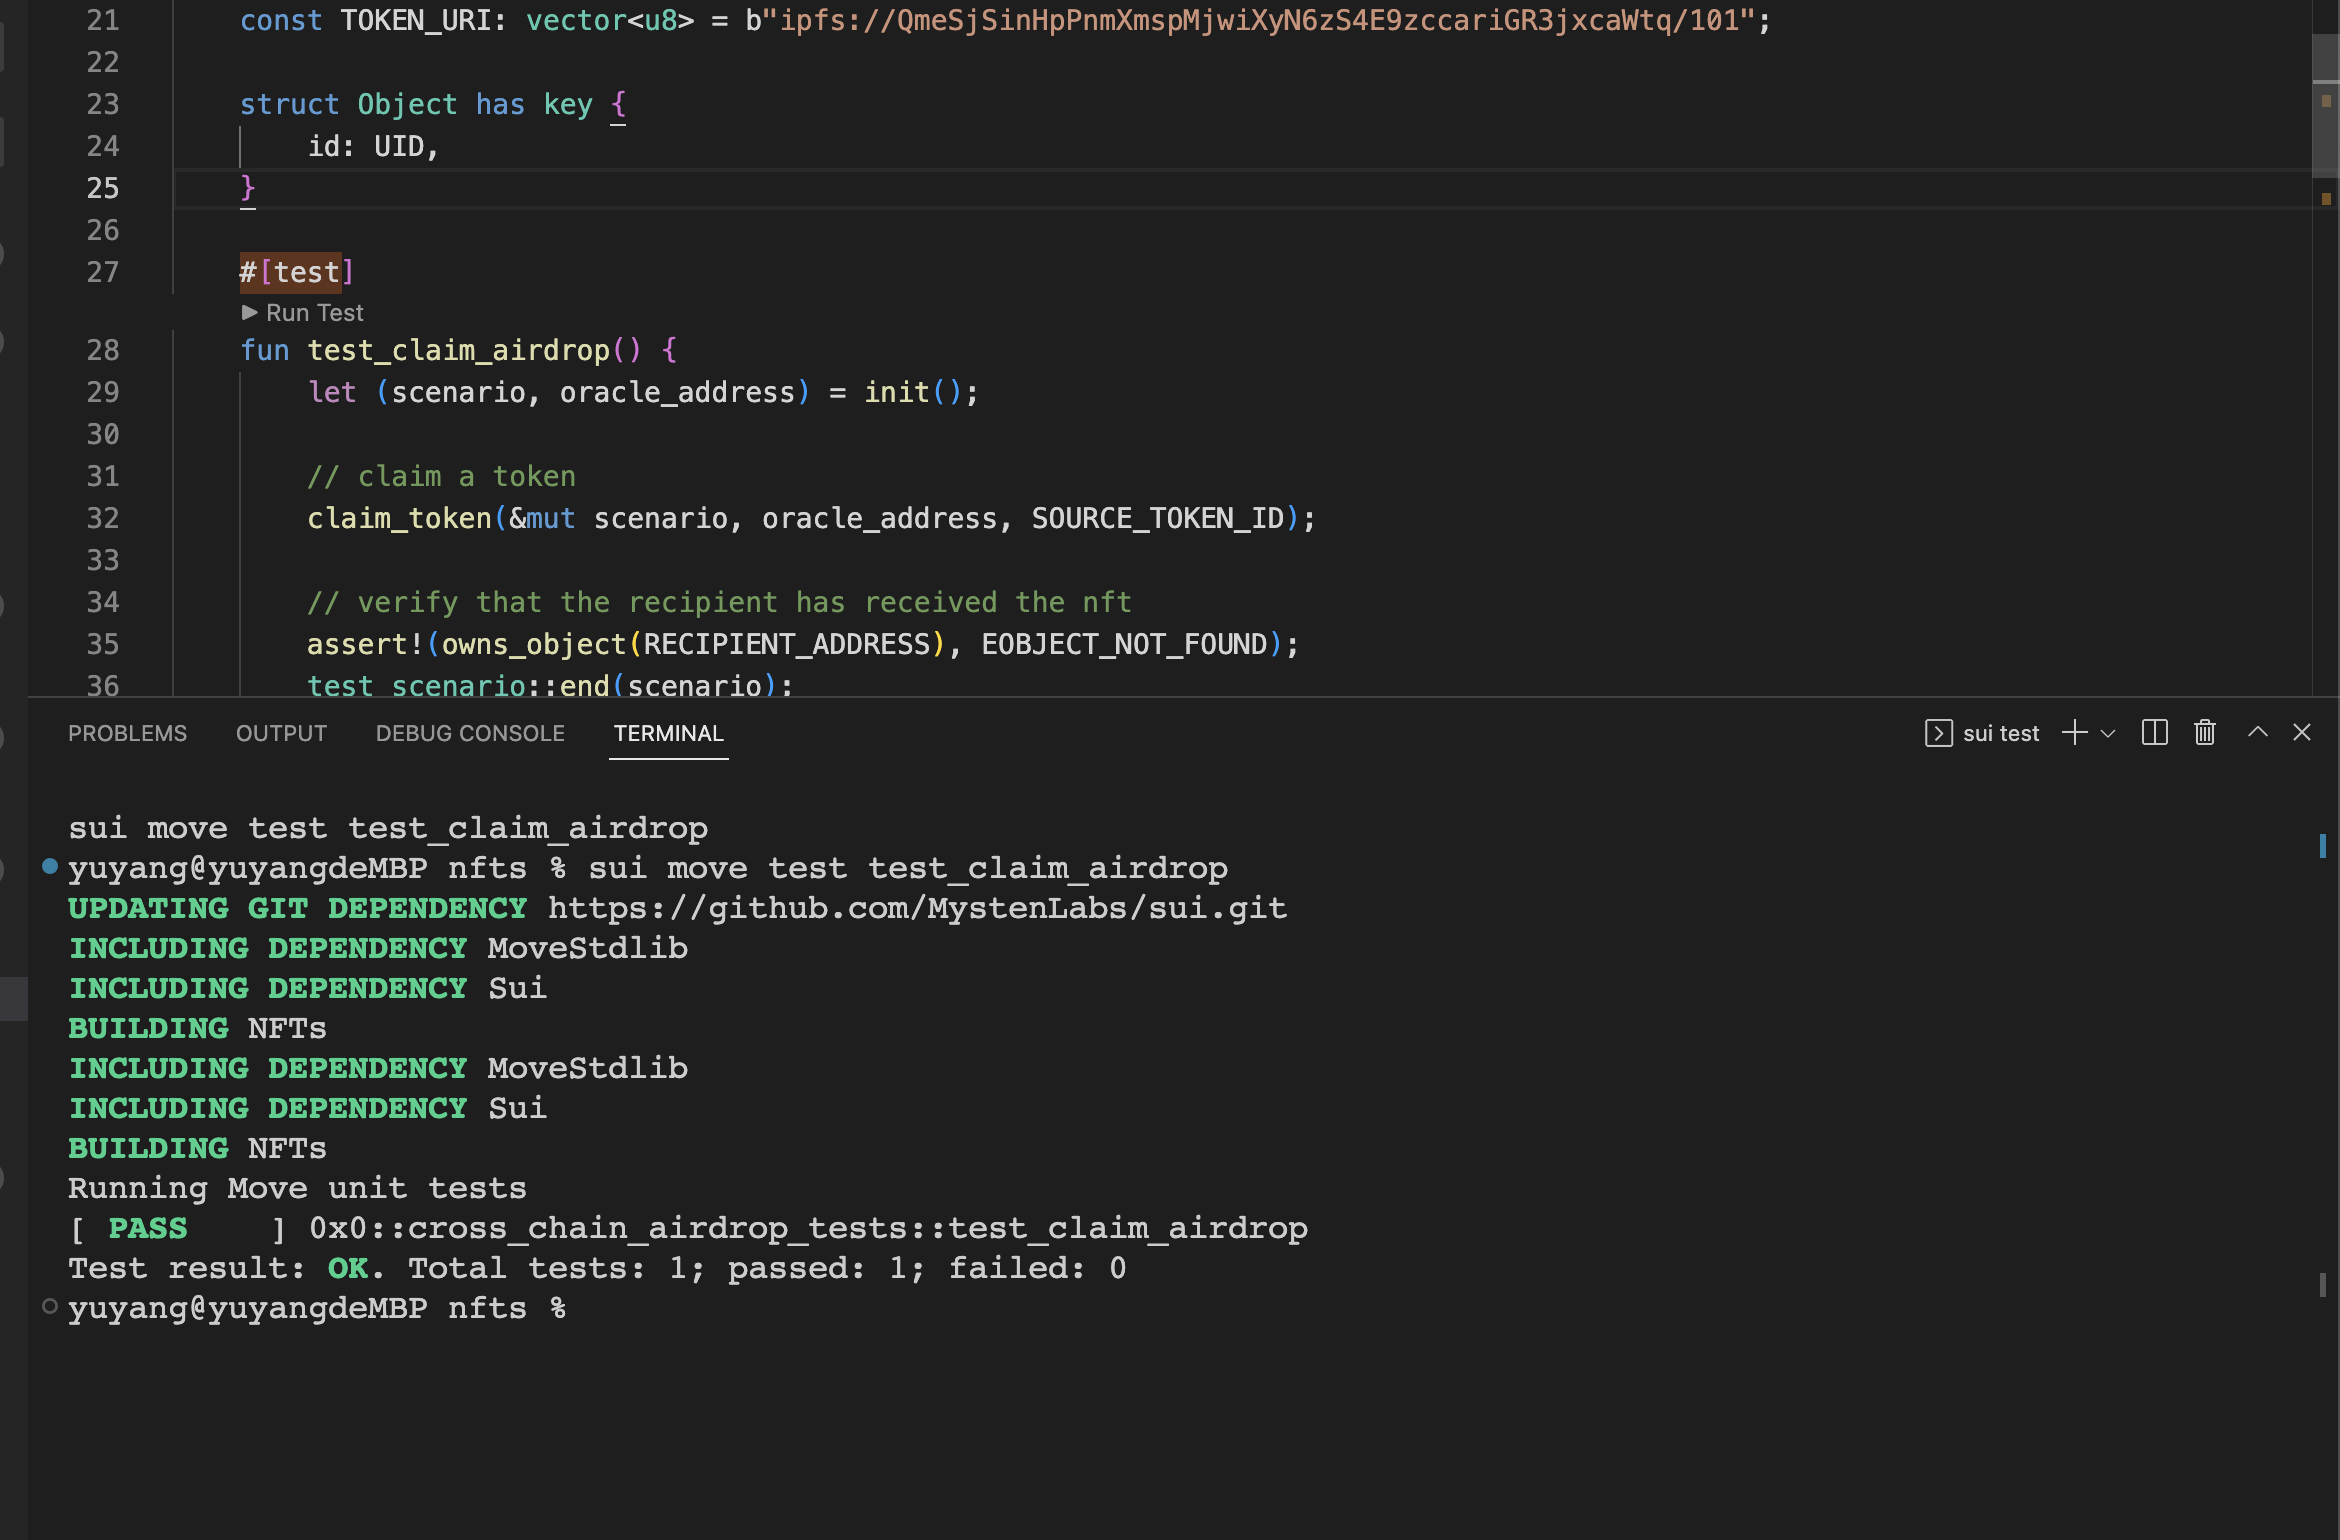 21 const TOKEN_URI: vector<u8> = b"ipfs://QmeSjSinHpPnmXmspMjwiXyN6zS4E9zccariGR3jxcaWtq/101";
22
23 struct Object has key {
24 id: UID,
25 }
26
27 #[test]
Run Test
28 fun test_claim_airdrop() {
29 let (scenario, oracle_address) = init();
30
31 // claim a token
32 claim_token(&mut scenario, oracle_address, SOURCE_TOKEN_ID);
33
34 // verify that the recipient has received the nft
35 assert!(owns_object(RECIPIENT_ADDRESS), EOBJECT_NOT_FOUND);
36 test_scenario::end(scenario);
PROBLEMS OUTPUT DEBUG CONSOLE TERMINAL sui test
sui move test test_claim_airdrop
yuyang@yuyangdeMBP nfts % sui move test test_claim_airdrop
UPDATING GIT DEPENDENCY https://github.com/MystenLabs/sui.git
INCLUDING DEPENDENCY MoveStdlib
INCLUDING DEPENDENCY Sui
BUILDING NFTs
INCLUDING DEPENDENCY MoveStdlib
INCLUDING DEPENDENCY Sui
BUILDING NFTs
Running Move unit tests
[ PASS    ] 0x0::cross_chain_airdrop_tests::test_claim_airdrop
Test result: OK. Total tests: 1; passed: 1; failed: 0
yuyang@yuyangdeMBP nfts %